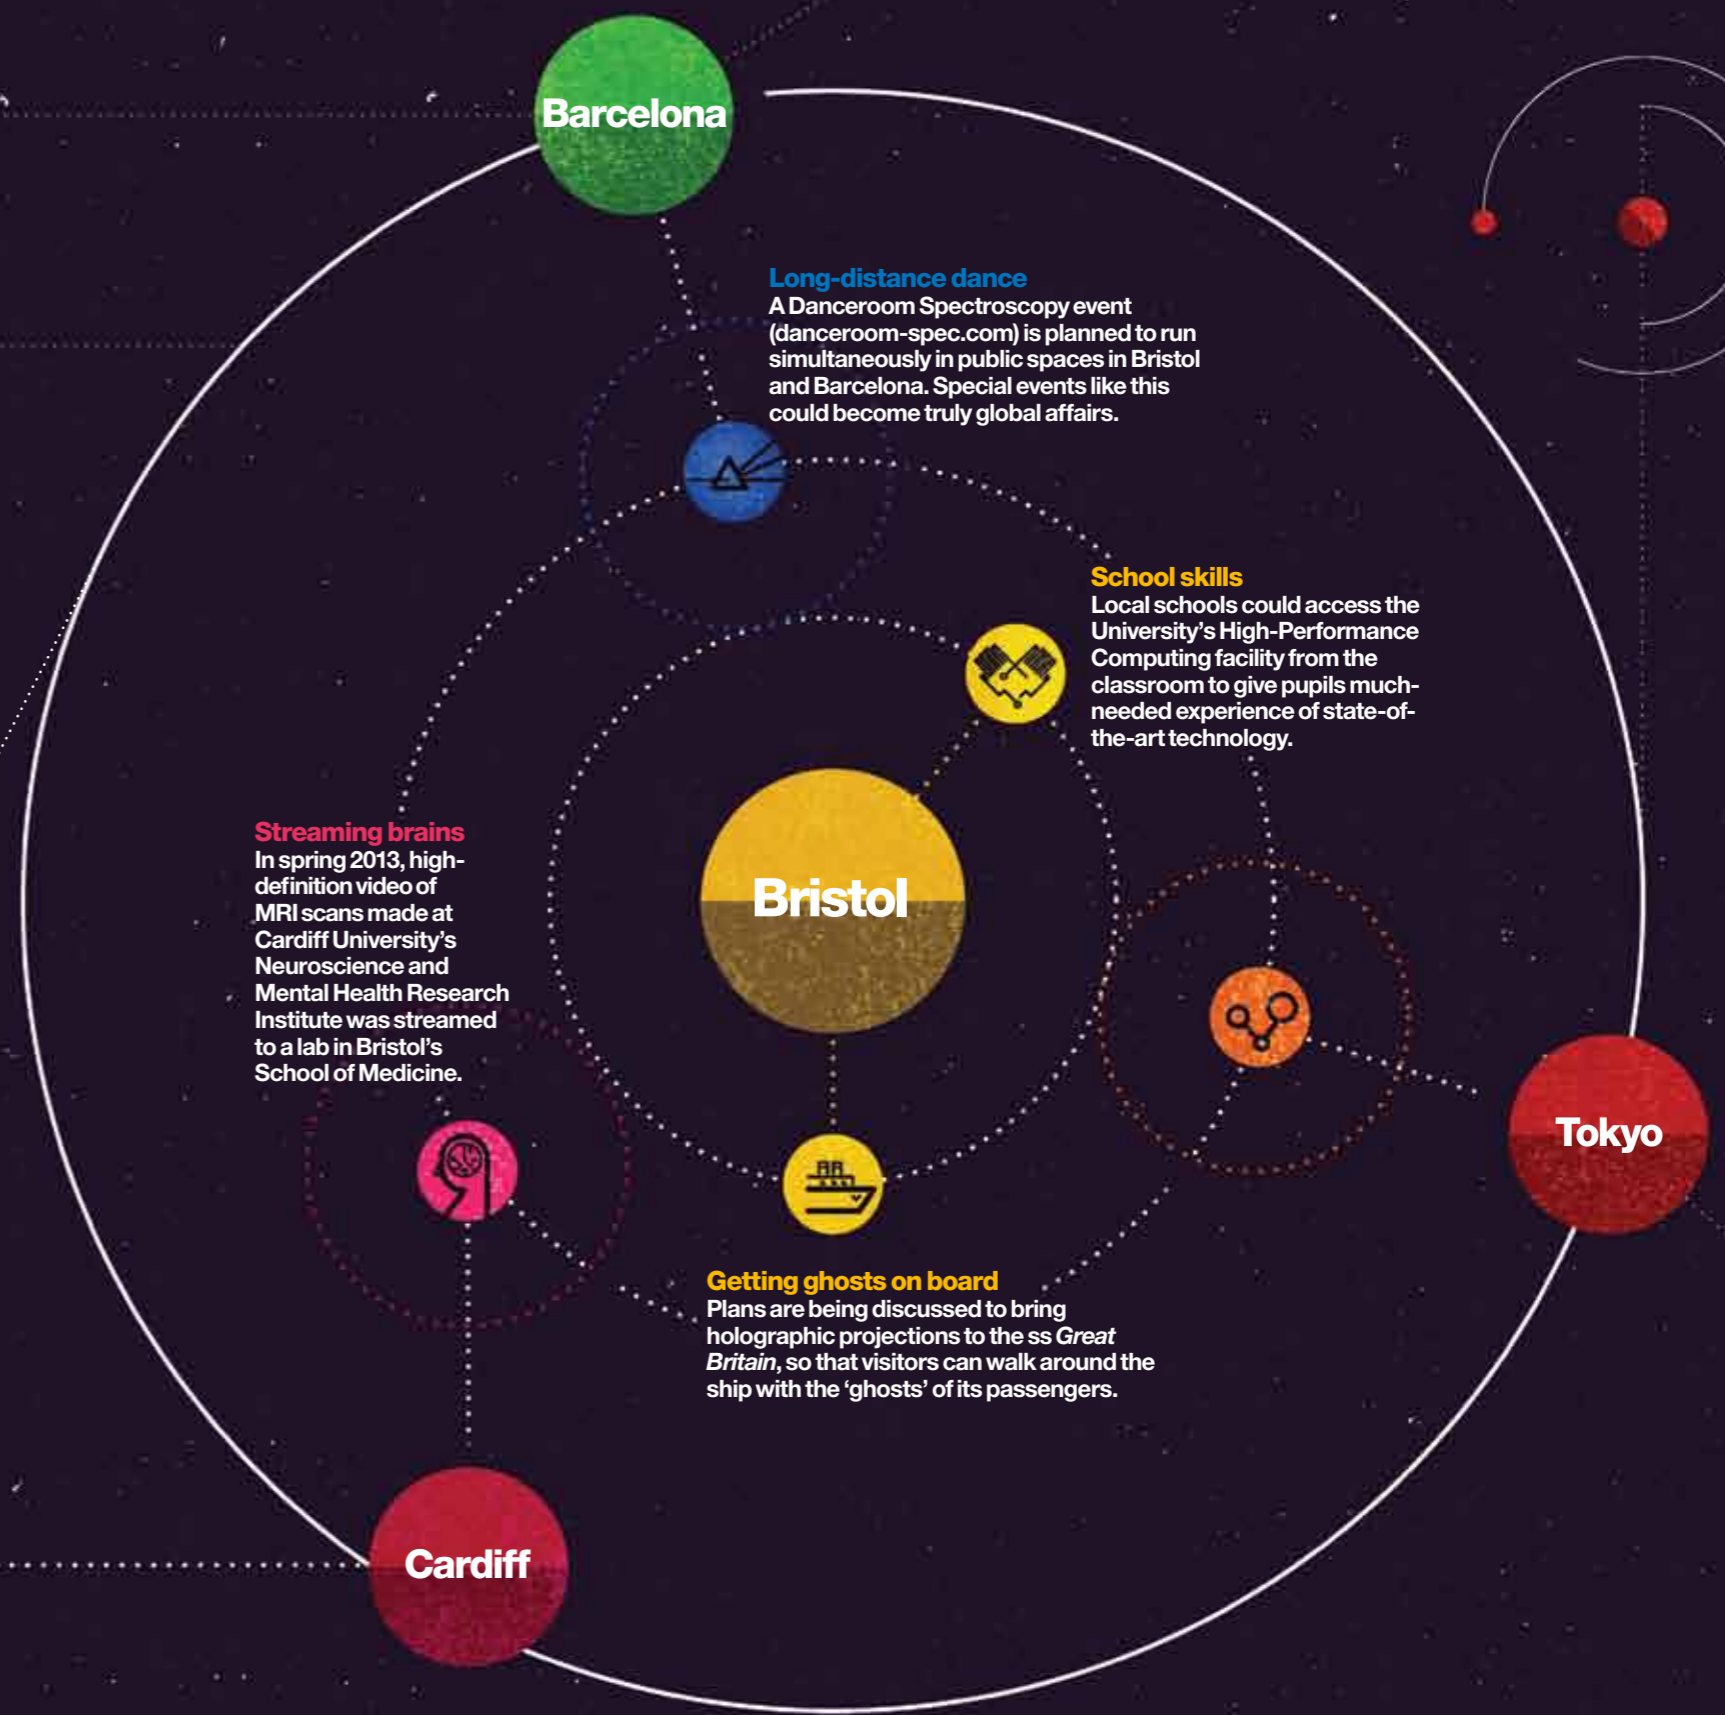 Barcelona
Long-distance dance
A Danceroom Spectroscopy event
(danceroom-spec.com) is planned to run
simultaneously in public spaces in Bristol
and Barcelona. Special events like this
could become truly global affairs.
School skills
Local schools could access the
University's High-Performance
Computing facility from the
classroom to give pupils much-
needed experience of state-of-
the-art technology.
Streaming brains
In spring 2013, high-
definition video of
MRI scans made at
Cardiff University's
Neuroscience and
Mental Health Research
Institute was streamed
to a lab in Bristol's
School of Medicine.
Bristol
Tokyo
Getting ghosts on board
Plans are being discussed to bring
holographic projections to the ss Great
Britain, so that visitors can walk around the
ship with the ‘ghosts’ of its passengers.
Cardiff